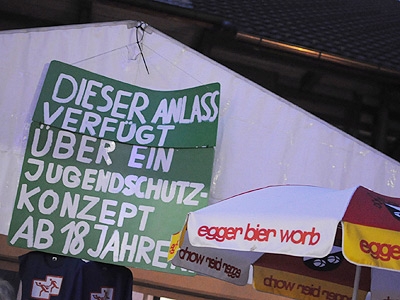 DIESER ANLASS
VERFÜGT
ÜBER EIN
JUGENDSCHUTZ-
KONZEPT
AB 18 JAHREN
egger bier worb
egger